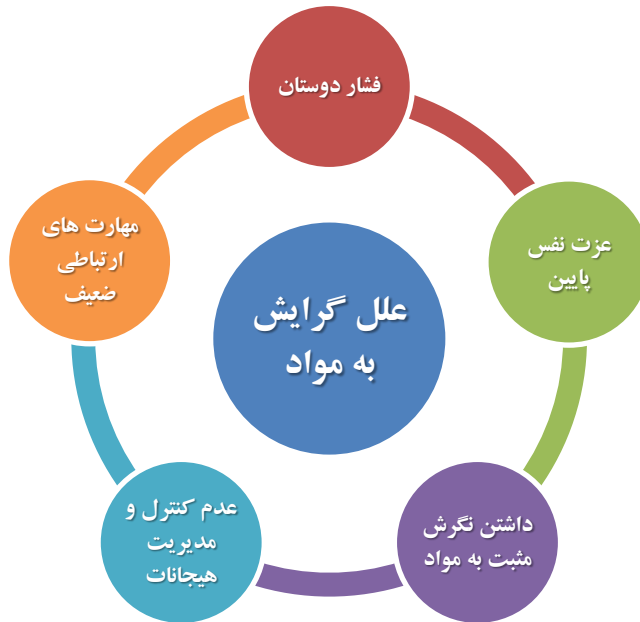 فشار دوستان
عزت نفس
پایین
داشتن نگرش
مثبت به مواد
عدم کنترل و
مدیریت
هیجانات
مهارت های
ارتباطی
ضعیف
علل گرایش
به مواد